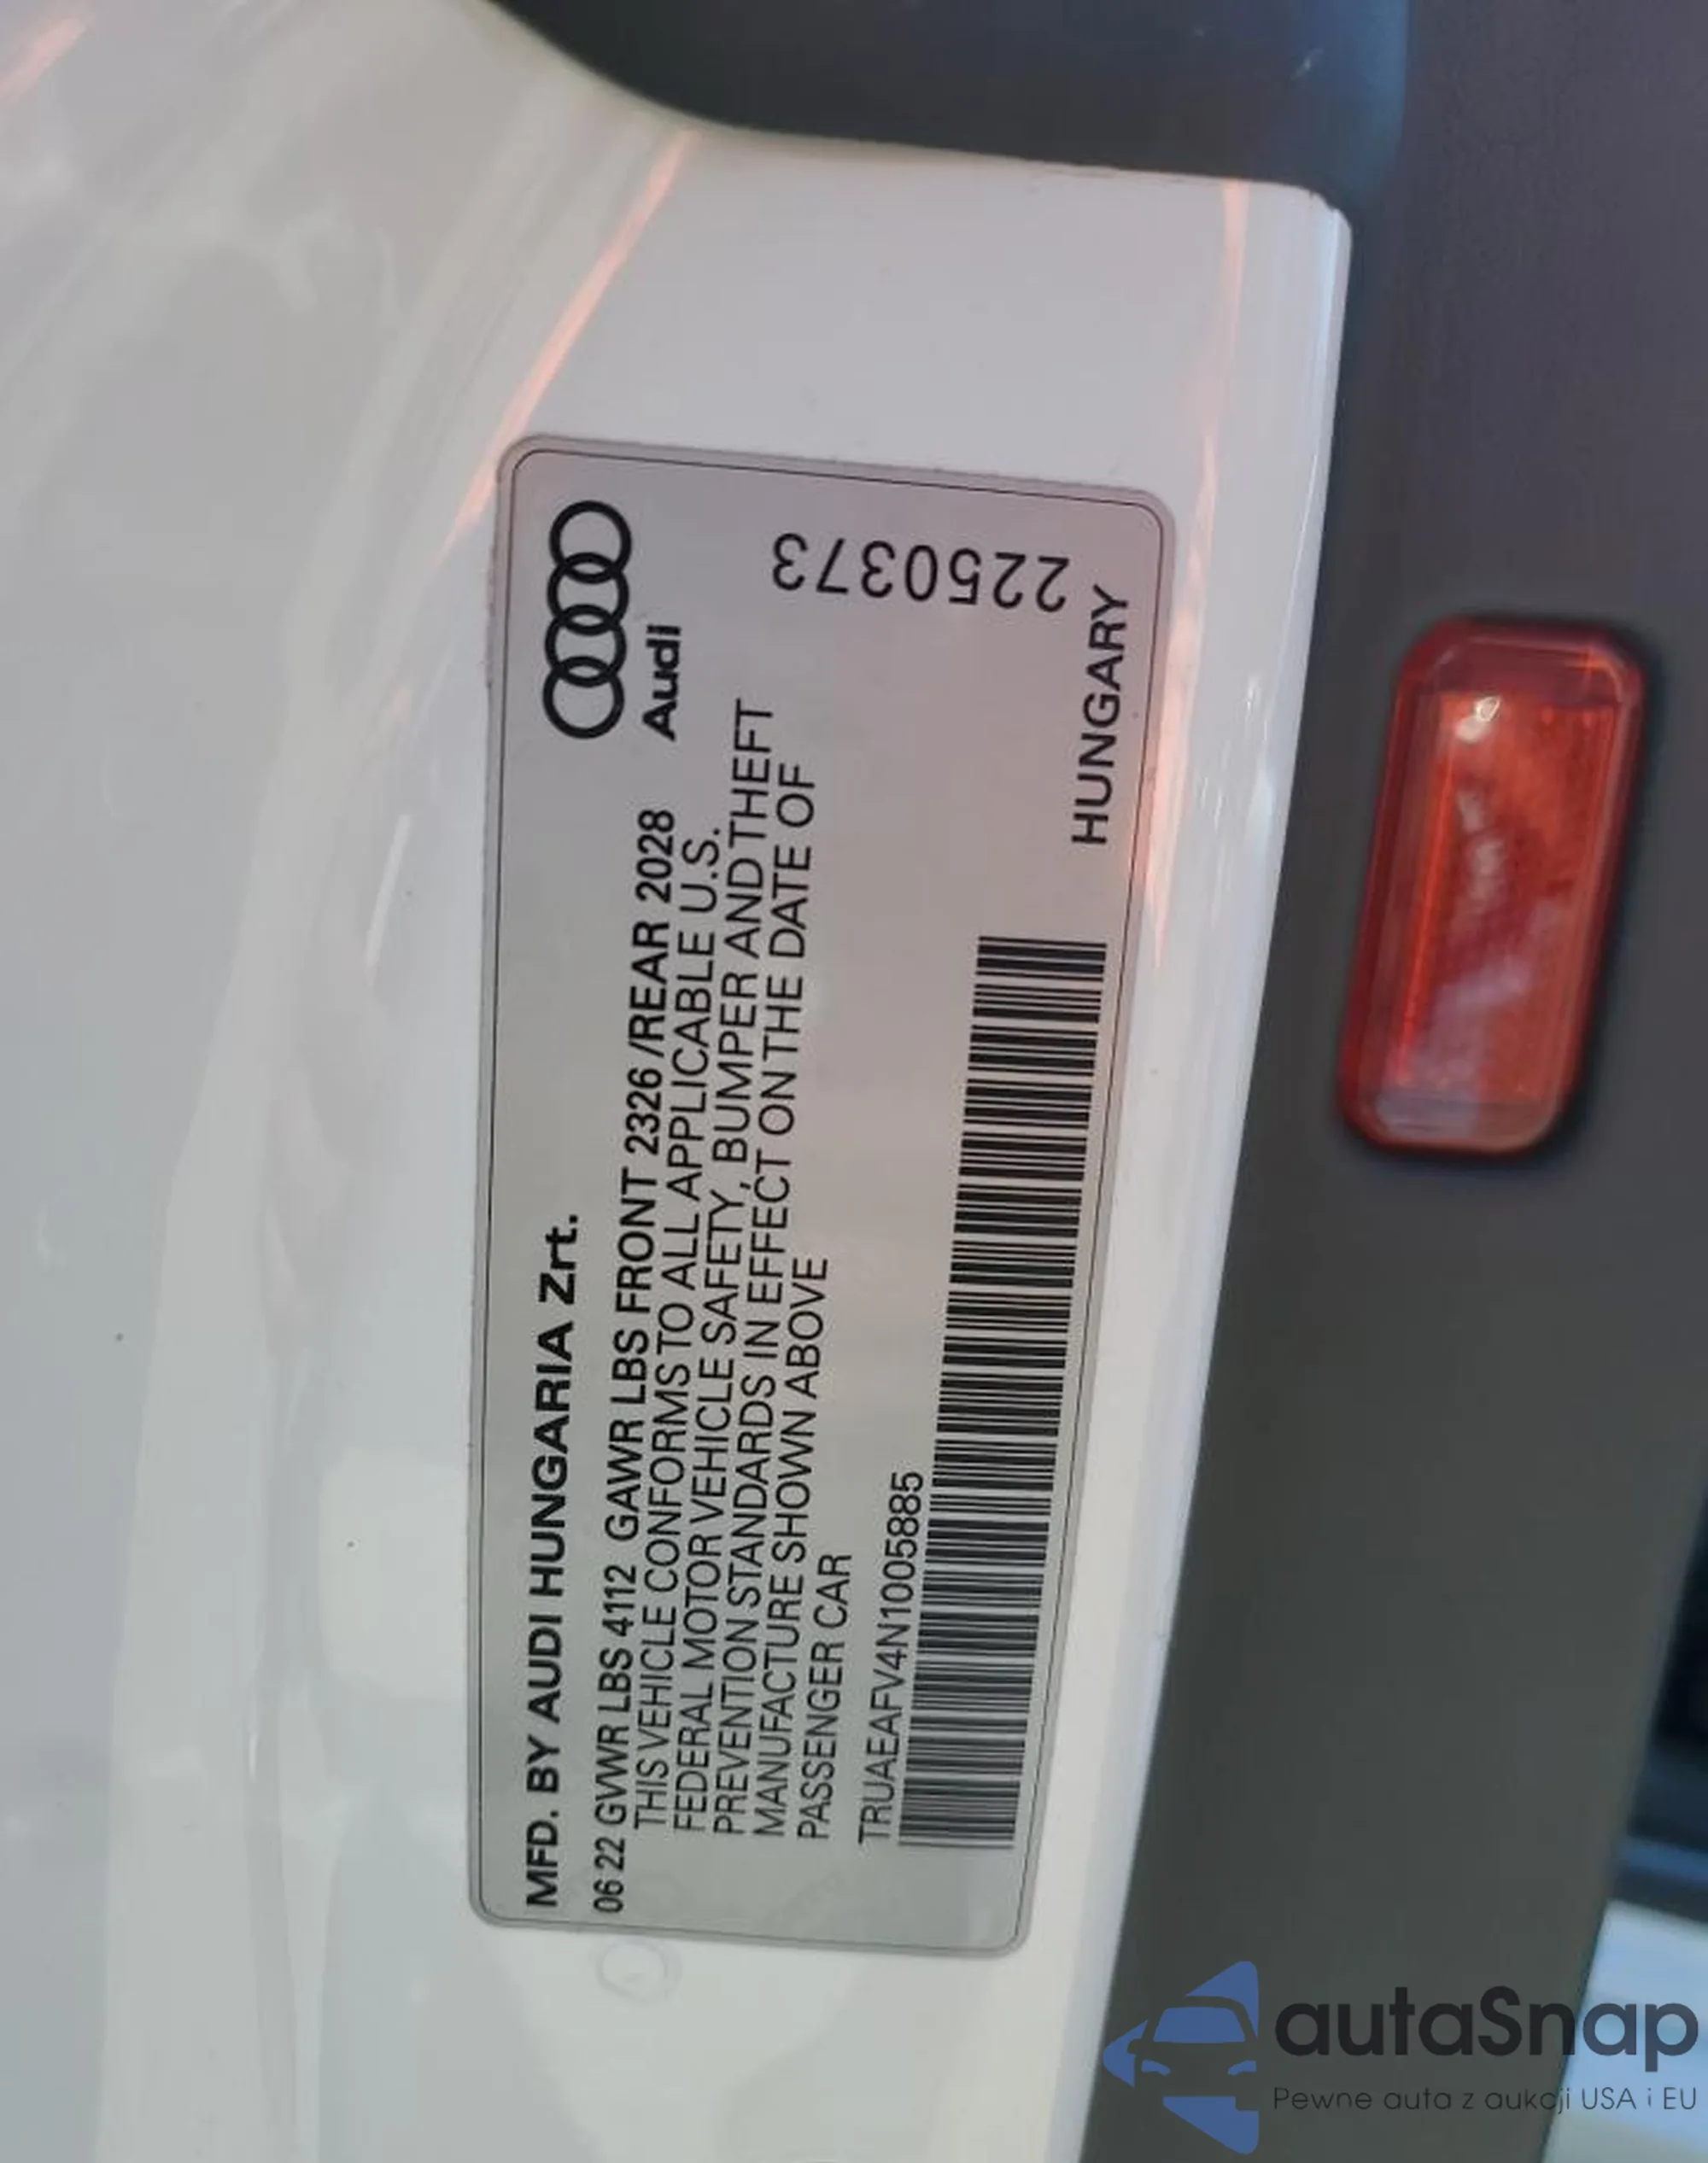 Audi
MFD. BY AUDI HUNGARIA Zrt.
06 22 GVWR LBS 4112 GAWR LBS FRONT 2326 /REAR 2028
THIS VEHICLE CONFORMS TO ALL APPLICABLE U.S.
FEDERAL MOTOR VEHICLE SAFETY, BUMPER AND THEFT
PREVENTION STANDARDS IN EFFECT ON THE DATE OF
MANUFACTURE SHOWN ABOVE
PASSENGER CAR
2250373
TRUAEAFV4N1005885
HUNGARY
autaSnap
Pewne auta z aukcji USA i EU